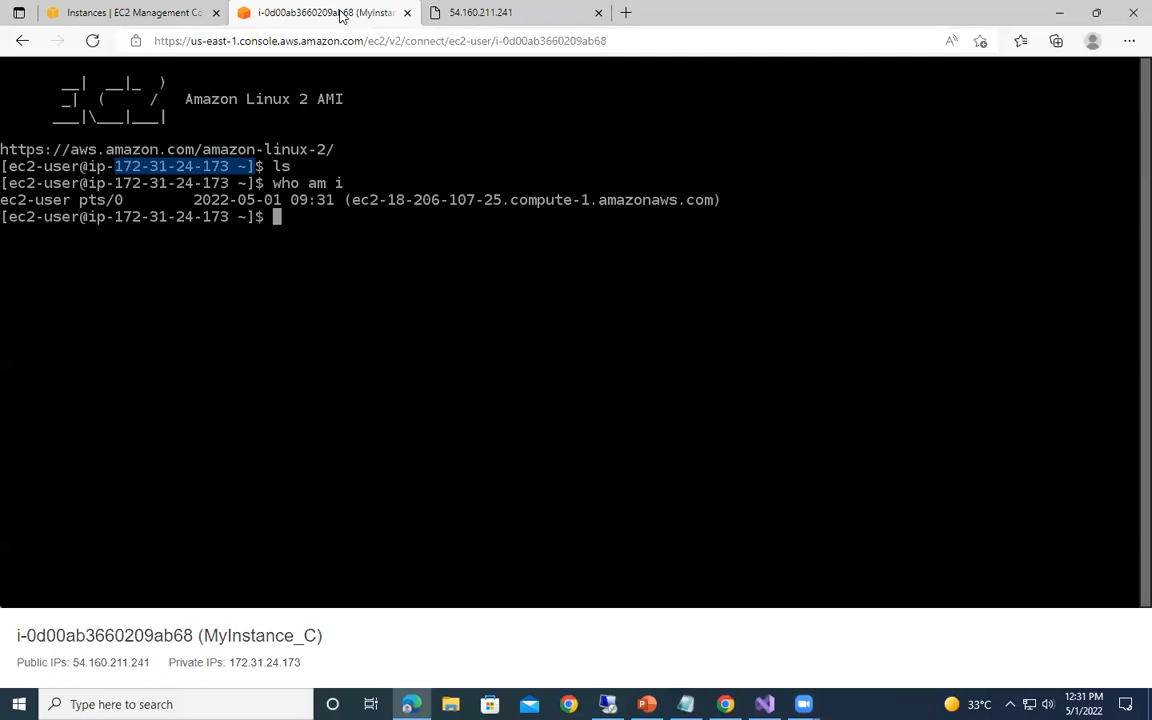 Instances | EC2 Management Co
i-0d00ab3660209ab68 (MyInstan
54.160.211.241
https://us-east-1.console.aws.amazon.com/ec2/v2/connect/ec2-user/i-0d00ab3660209ab68
__|  __|_  )
_|  (     /   Amazon Linux 2 AMI
___|\___|___|
https://aws.amazon.com/amazon-linux-2/
[ec2-user@ip-172-31-24-173 ~]$ ls
[ec2-user@ip-172-31-24-173 ~]$ who am i
ec2-user pts/0        2022-05-01 09:31 (ec2-18-206-107-25.compute-1.amazonaws.com)
[ec2-user@ip-172-31-24-173 ~]$
i-0d00ab3660209ab68 (MyInstance_C)
Public IPs: 54.160.211.241 Private IPs: 172.31.24.173
Type here to search
33°C
12:31 PM
5/1/2022